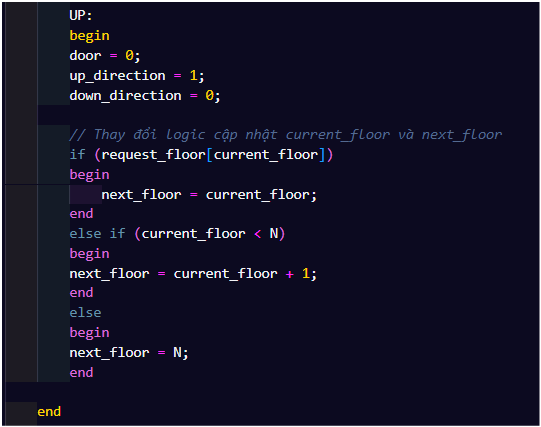 UP:
begin
door = 0;
up_direction = 1;
down_direction = 0;
// Thay đổi logic cập nhật current_floor và next_floor
if (request_floor[current_floor])
begin
next_floor = current_floor;
end
else if (current_floor < N)
begin
next_floor = current_floor + 1;
end
else
begin
next_floor = N;
end
end